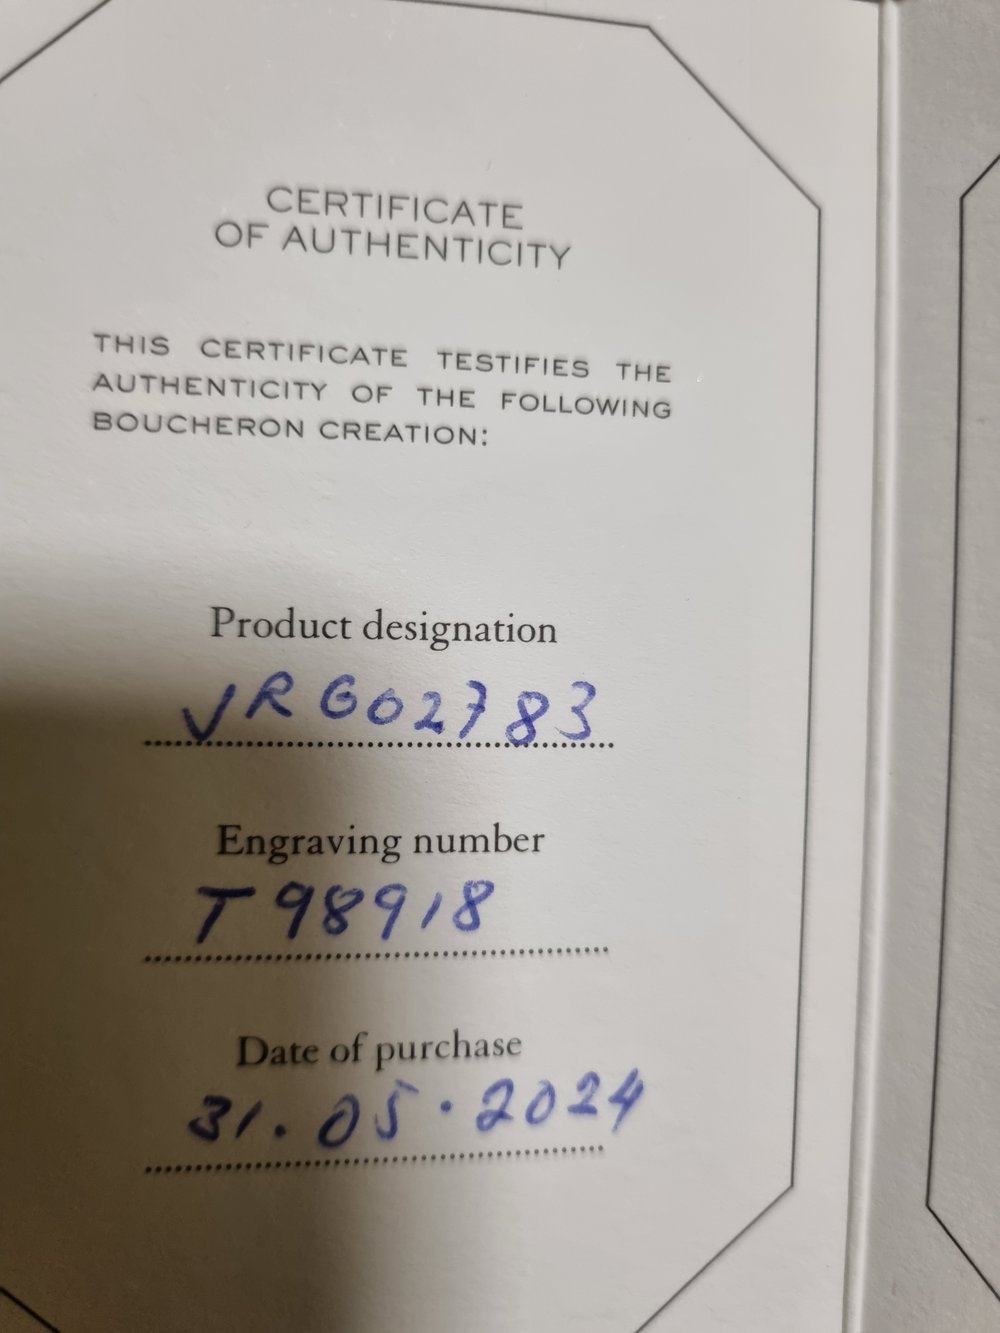 CERTIFICATE
OF AUTHENTICITY
THIS CERTIFICATE TESTIFIES THE
AUTHENTICITY OF THE FOLLOWING
BOUCHERON CREATION:
Product designation
JRG02783
Engraving number
T98918
Date of purchase
31.05.2024